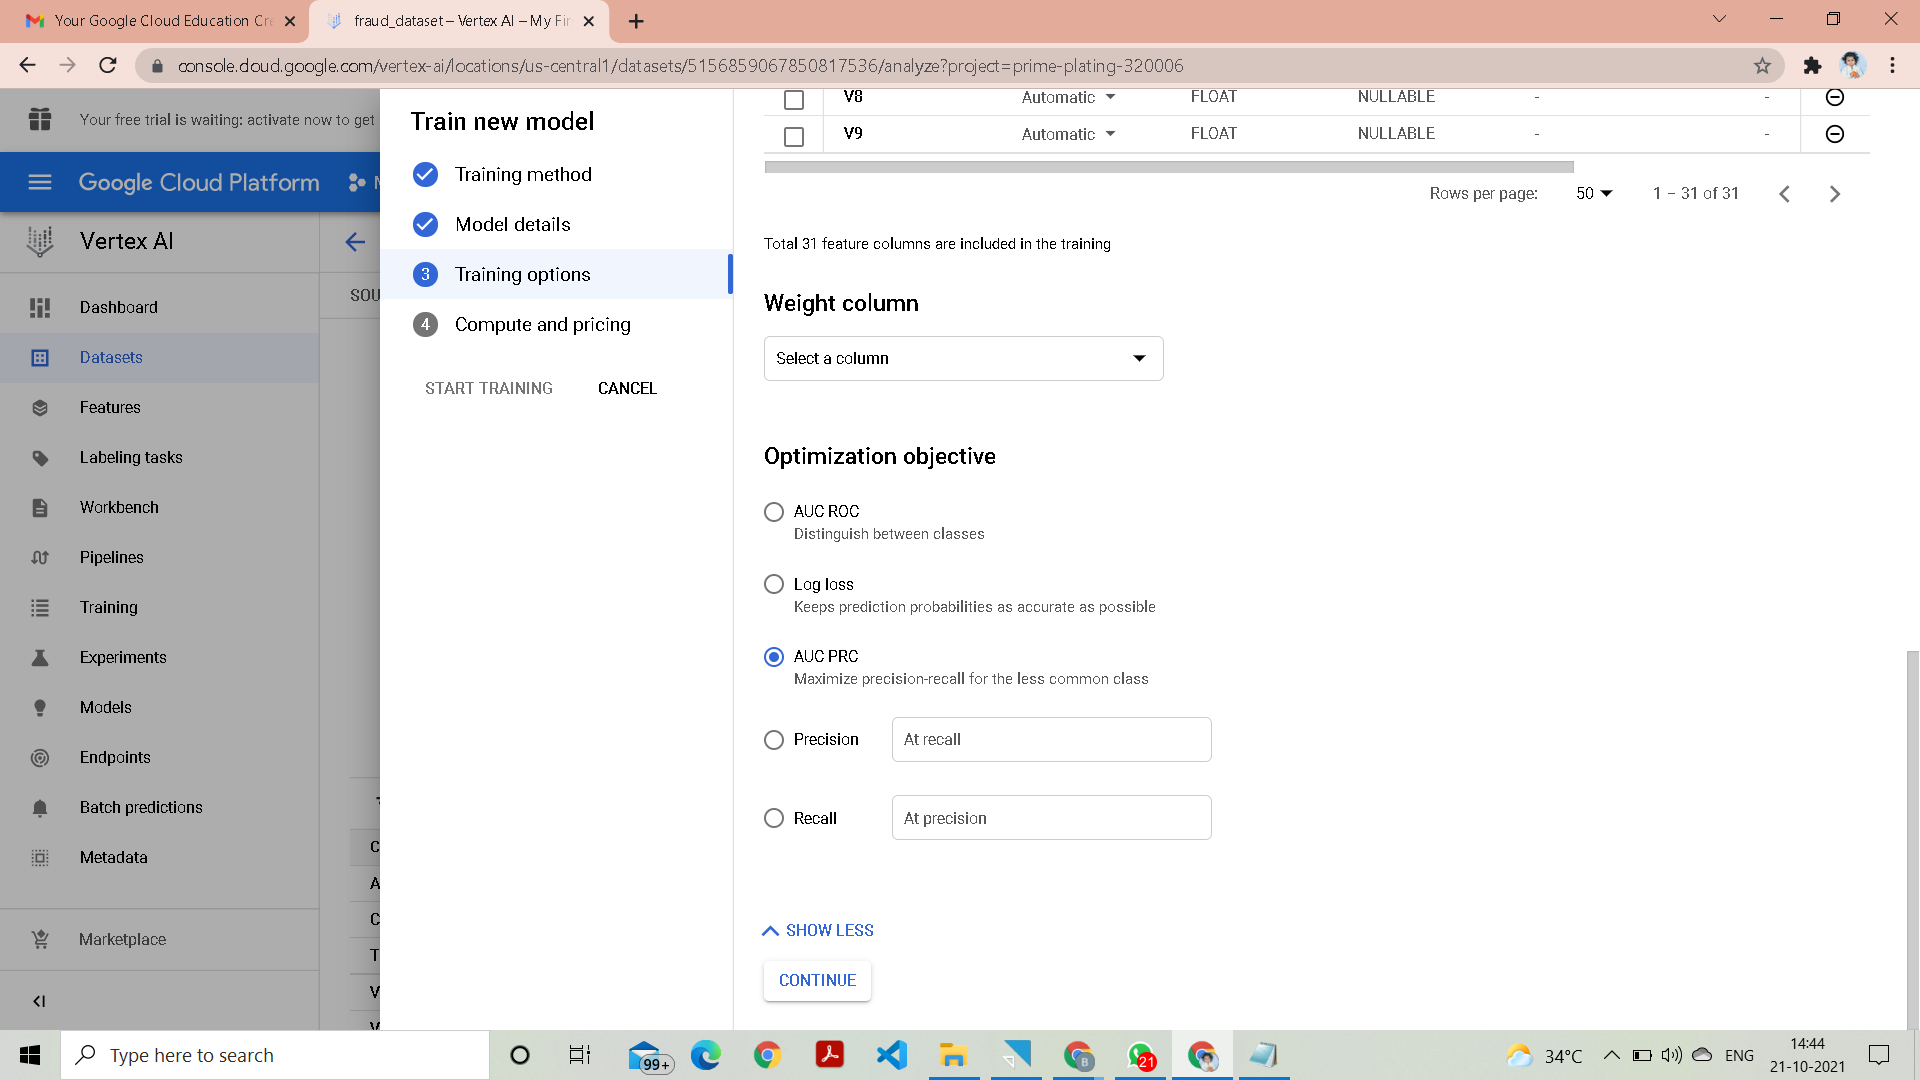 Your Google Cloud Education Cre
fraud_dataset – Vertex AI – My Fir
console.cloud.google.com/vertex-ai/locations/us-central1/datasets/5156859067850817536/analyze?project=prime-plating-320006
Your free trial is waiting: activate now to get
Google Cloud Platform
Vertex AI
SOU
Dashboard
Datasets
Features
Labeling tasks
Workbench
Pipelines
Training
Experiments
Models
Endpoints
Batch predictions
Metadata
Marketplace
C
A
C
T
V
Train new model
Training method
Model details
3 Training options
4 Compute and pricing
START TRAINING CANCEL
V8 Automatic FLOAT NULLABLE - -
V9 Automatic FLOAT NULLABLE - -
Rows per page: 50 1 – 31 of 31
Total 31 feature columns are included in the training
Weight column
Select a column
Optimization objective
AUC ROC
Distinguish between classes
Log loss
Keeps prediction probabilities as accurate as possible
AUC PRC
Maximize precision-recall for the less common class
Precision At recall
Recall At precision
SHOW LESS
CONTINUE
Type here to search
99+
B
21
34°C
ENG
14:44
21-10-2021